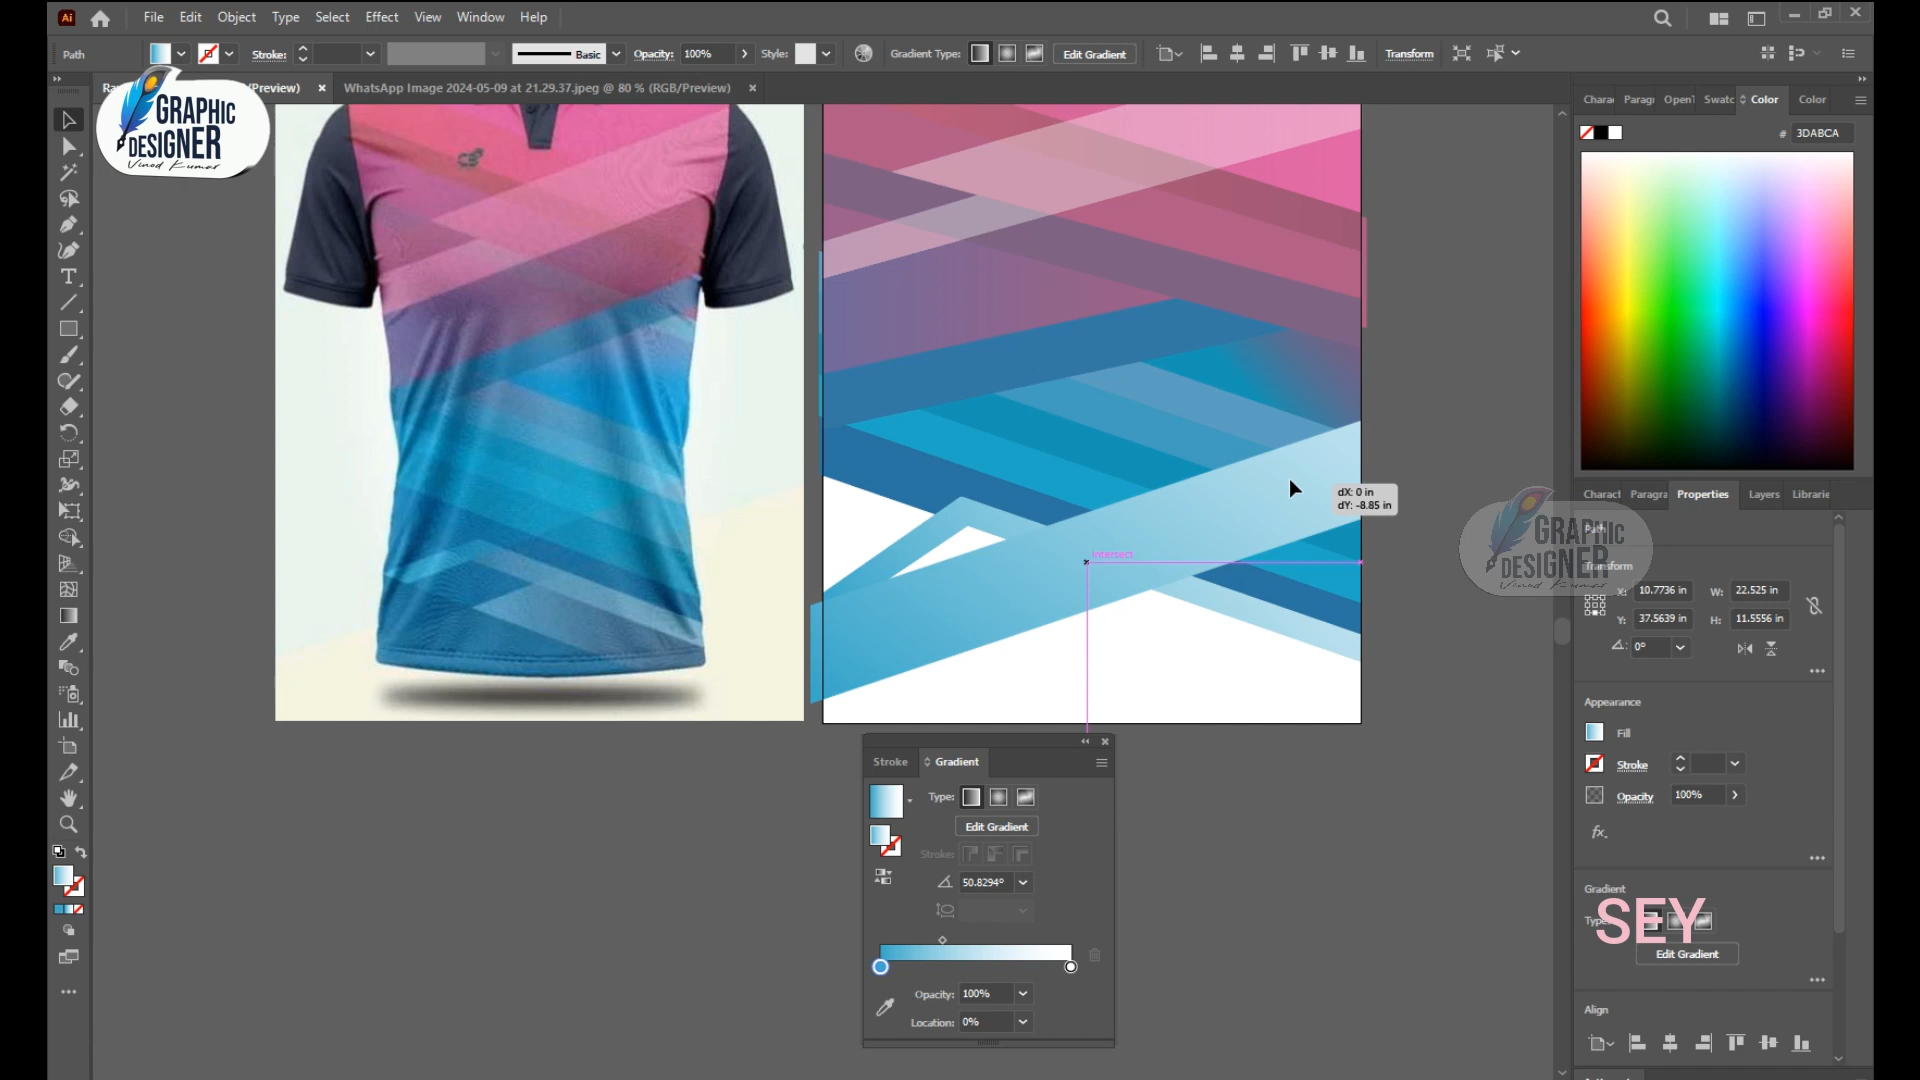 Ai File Edit Object Type Select Effect View Window Help
Path Stroke: Basic Opacity: 100% Style: Gradient Type: Edit Gradient Transform
/Preview) × WhatsApp Image 2024-05-09 at 21.29.37.jpeg @ 80 % (RGB/Preview) ×
GRAPHIC
DESIGNER
Vinod Kumar
Charac Paragr OpenT Swatc Color Color
# 3DABCA
dX: 0 in
dY: -8.85 in
intersect
Charact Paragra Properties Layers Librarie
Path
GRAPHIC
DESIGNER
Vinod Kumar
Transform
X: 10.7736 in W: 22.525 in
Y: 37.5639 in H: 11.5556 in
0°
Appearance
Fill
Stroke
Opacity 100%
fx.
Gradient
Type:
SEY
Edit Gradient
Align
Stroke Gradient
Type:
Edit Gradient
Stroke:
50.8294°
Opacity: 100%
Location: 0%